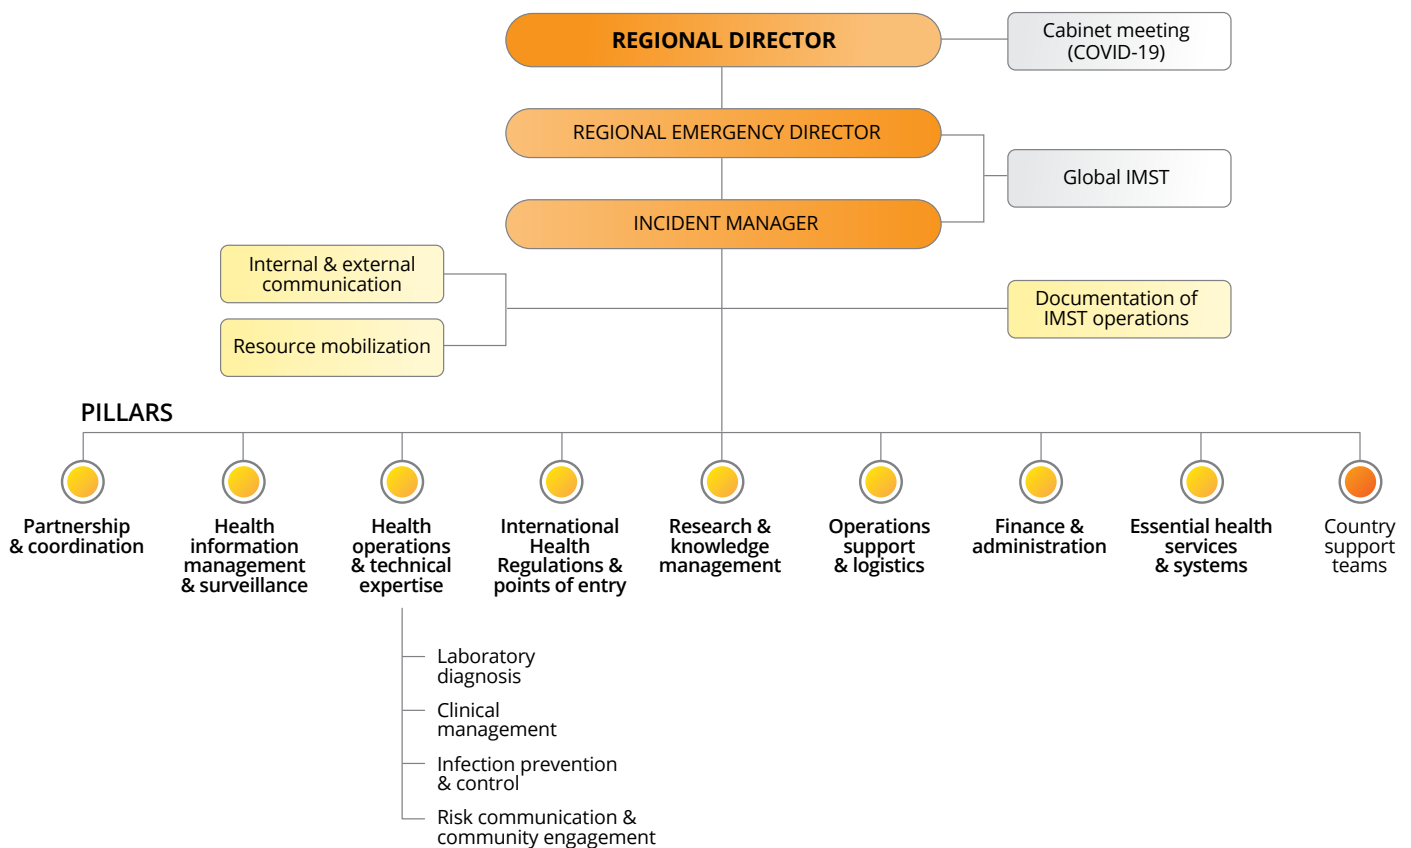 REGIONAL DIRECTOR
Cabinet meeting
(COVID-19)
REGIONAL EMERGENCY DIRECTOR
Global IMST
INCIDENT MANAGER
Internal & external
communication
Resource mobilization
Documentation of
IMST operations
PILLARS
Partnership
& coordination
Health
information
management
& surveillance
Health
operations
& technical
expertise
International
Health
Regulations &
points of entry
Research &
knowledge
management
Operations
support
& logistics
Finance &
administration
Essential health
services
& systems
Country
support
teams
Laboratory
diagnosis
Clinical
management
Infection prevention
& control
Risk communication &
community engagement